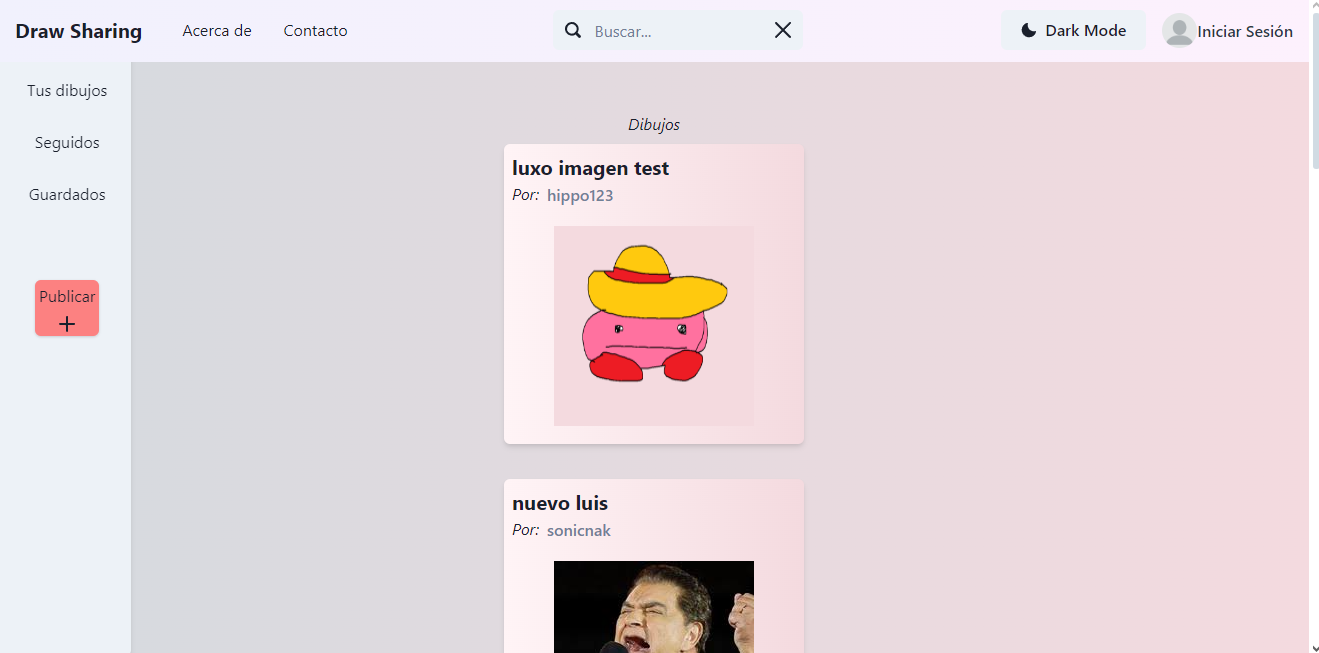 Draw Sharing
Acerca de
Contacto
Buscar...
Dark Mode
Iniciar Sesión
Tus dibujos
Seguidos
Guardados
Publicar
Dibujos
luxo imagen test
Por: hippo123
nuevo luis
Por: sonicnak